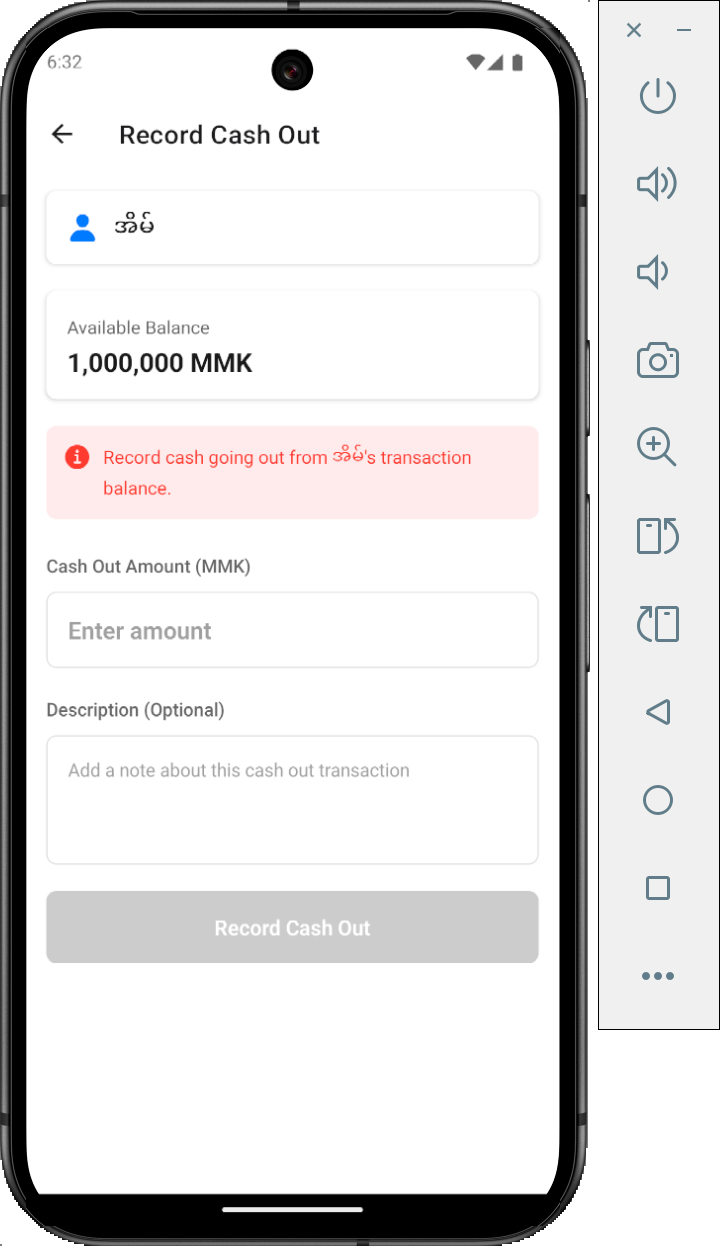 6:32
Record Cash Out
အိမ်
Available Balance
1,000,000 MMK
Record cash going out from အိမ်'s transaction
balance.
Cash Out Amount (MMK)
Enter amount
Description (Optional)
Add a note about this cash out transaction
Record Cash Out